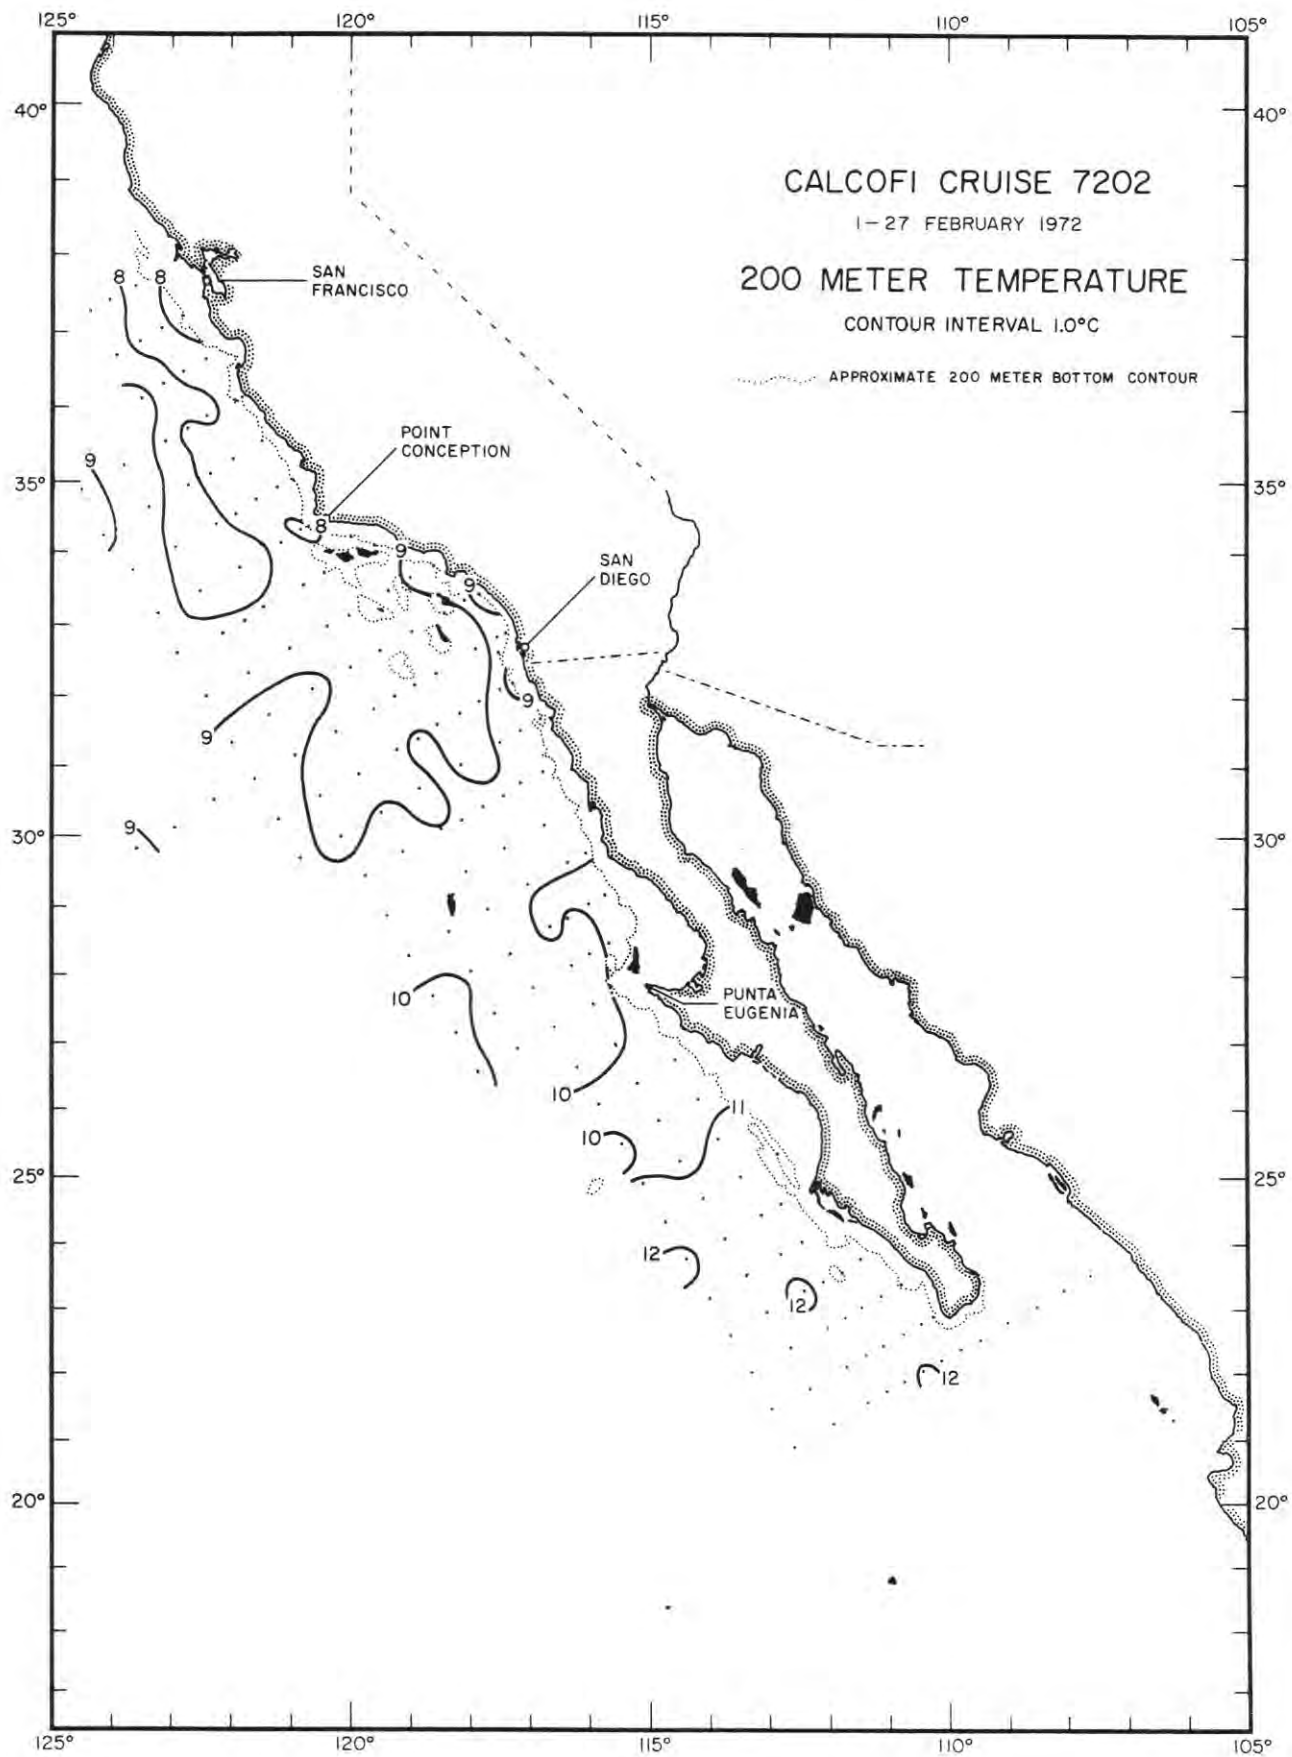 125° 120° 115° 110° 105°
40° 40°
CALCOFI CRUISE 7202
1-27 FEBRUARY 1972
200 METER TEMPERATURE
CONTOUR INTERVAL 1.0°C
APPROXIMATE 200 METER BOTTOM CONTOUR
8 8
SAN
FRANCISCO
POINT
CONCEPTION
9
35° 35°
8
9
SAN
DIEGO
9
9
9
9
30° 30°
10
PUNTA
EUGENIA
10
11
10
25° 25°
12
12
12
20° 20°
125° 120° 115° 110° 105°